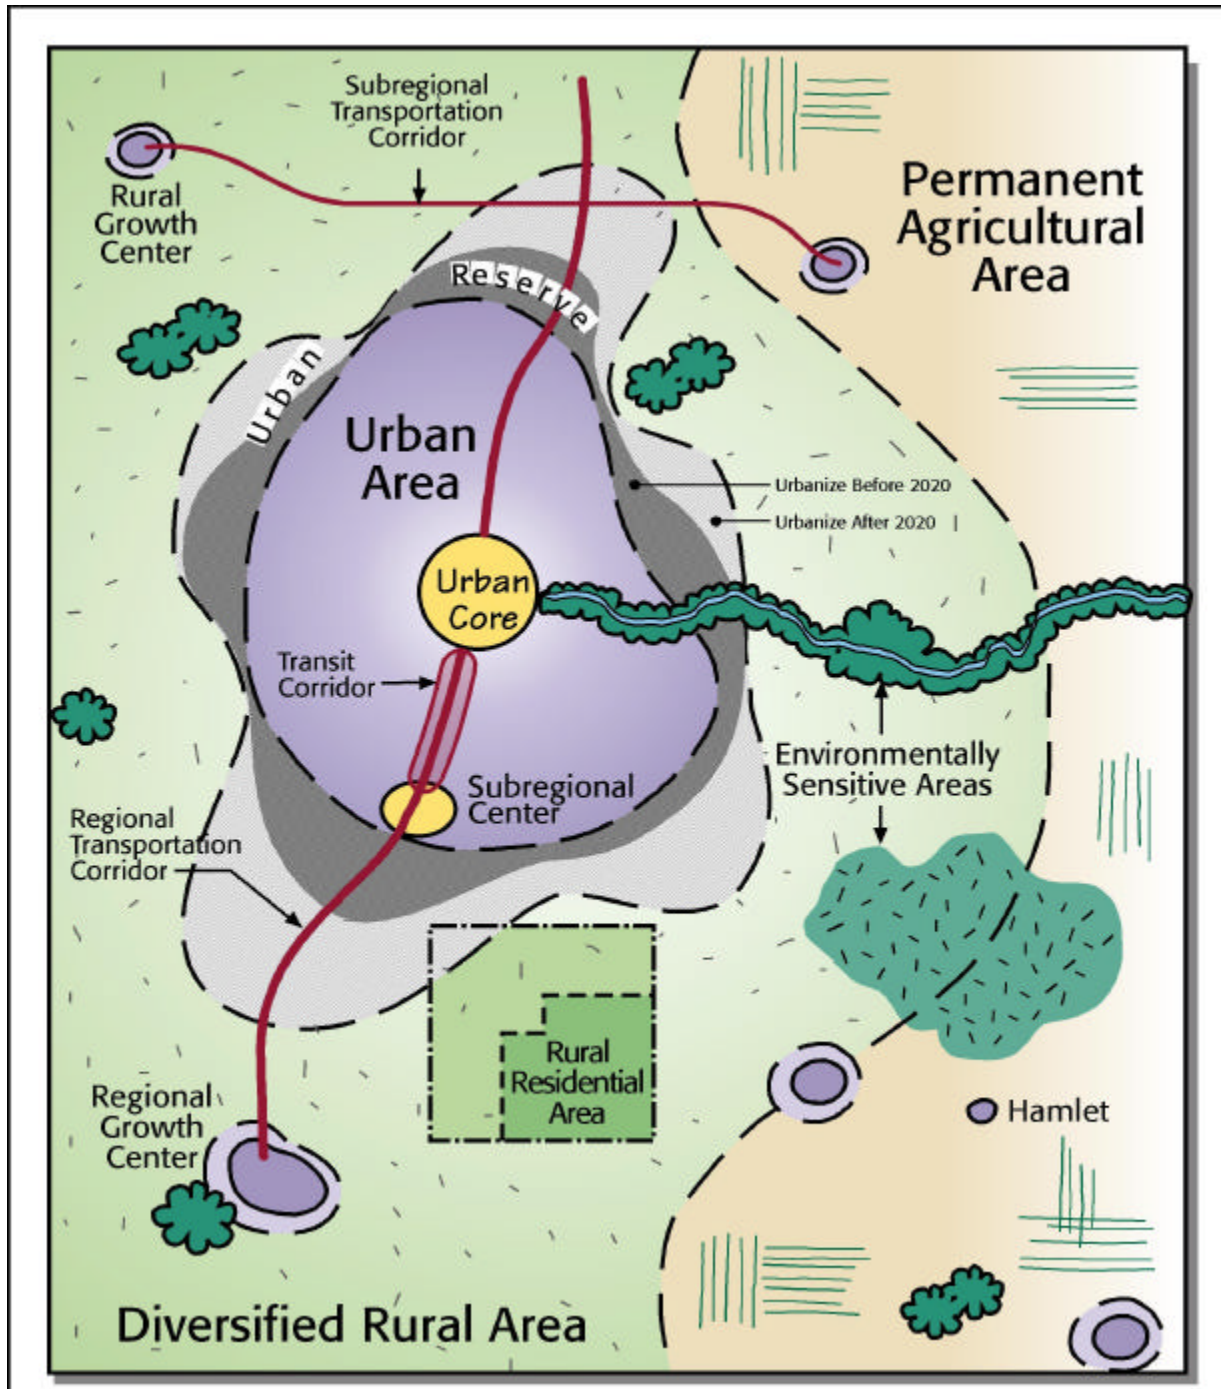 Subregional
Transportation
Corridor
Rural
Growth
Center
Permanent
Agricultural
Area
Urban
Reserve
Urban
Area
Urbanize Before 2020
Urbanize After 2020
Urban
Core
Transit
Corridor
Environmentally
Sensitive Areas
Subregional
Center
Regional
Transportation
Corridor
Rural
Residential
Area
Regional
Growth
Center
Hamlet
Diversified Rural Area